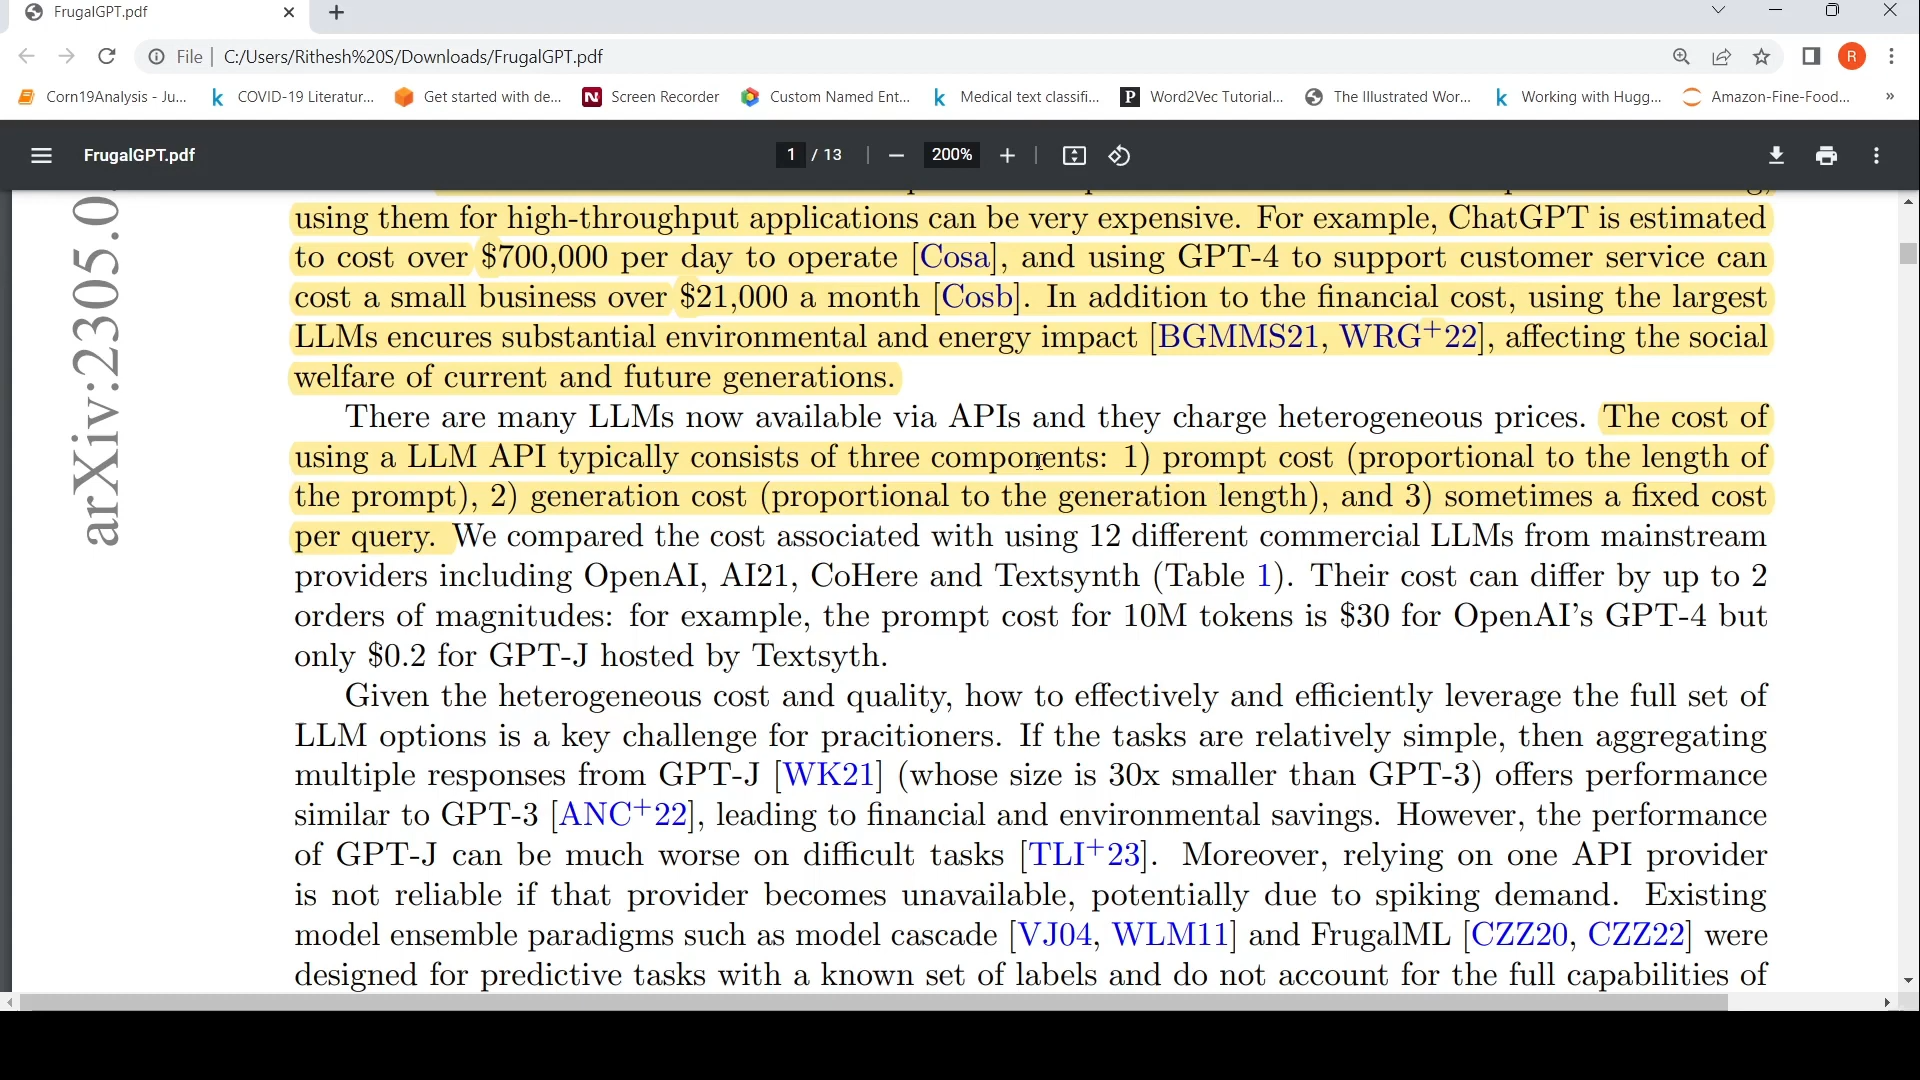 FrugalGPT.pdf
File | C:/Users/Rithesh%20S/Downloads/FrugalGPT.pdf
R
Corn19Analysis - Ju...
COVID-19 Literatur...
Get started with de...
Screen Recorder
Custom Named Ent...
Medical text classifi...
Word2Vec Tutorial...
The Illustrated Wor...
Working with Hugg...
Amazon-Fine-Food...
»
FrugalGPT.pdf
1 / 13
200%
arXiv:2305.0
using them for high-throughput applications can be very expensive. For example, ChatGPT is estimated
to cost over $700,000 per day to operate [Cosa], and using GPT-4 to support customer service can
cost a small business over $21,000 a month [Cosb]. In addition to the financial cost, using the largest
LLMs encures substantial environmental and energy impact [BGMMS21, WRG+22], affecting the social
welfare of current and future generations.
There are many LLMs now available via APIs and they charge heterogeneous prices. The cost of
using a LLM API typically consists of three components: 1) prompt cost (proportional to the length of
the prompt), 2) generation cost (proportional to the generation length), and 3) sometimes a fixed cost
per query. We compared the cost associated with using 12 different commercial LLMs from mainstream
providers including OpenAI, AI21, CoHere and Textsynth (Table 1). Their cost can differ by up to 2
orders of magnitudes: for example, the prompt cost for 10M tokens is $30 for OpenAI's GPT-4 but
only $0.2 for GPT-J hosted by Textsyth.
Given the heterogeneous cost and quality, how to effectively and efficiently leverage the full set of
LLM options is a key challenge for pracitioners. If the tasks are relatively simple, then aggregating
multiple responses from GPT-J [WK21] (whose size is 30x smaller than GPT-3) offers performance
similar to GPT-3 [ANC+22], leading to financial and environmental savings. However, the performance
of GPT-J can be much worse on difficult tasks [TLI+23]. Moreover, relying on one API provider
is not reliable if that provider becomes unavailable, potentially due to spiking demand. Existing
model ensemble paradigms such as model cascade [VJ04, WLM11] and FrugalML [CZZ20, CZZ22] were
designed for predictive tasks with a known set of labels and do not account for the full capabilities of